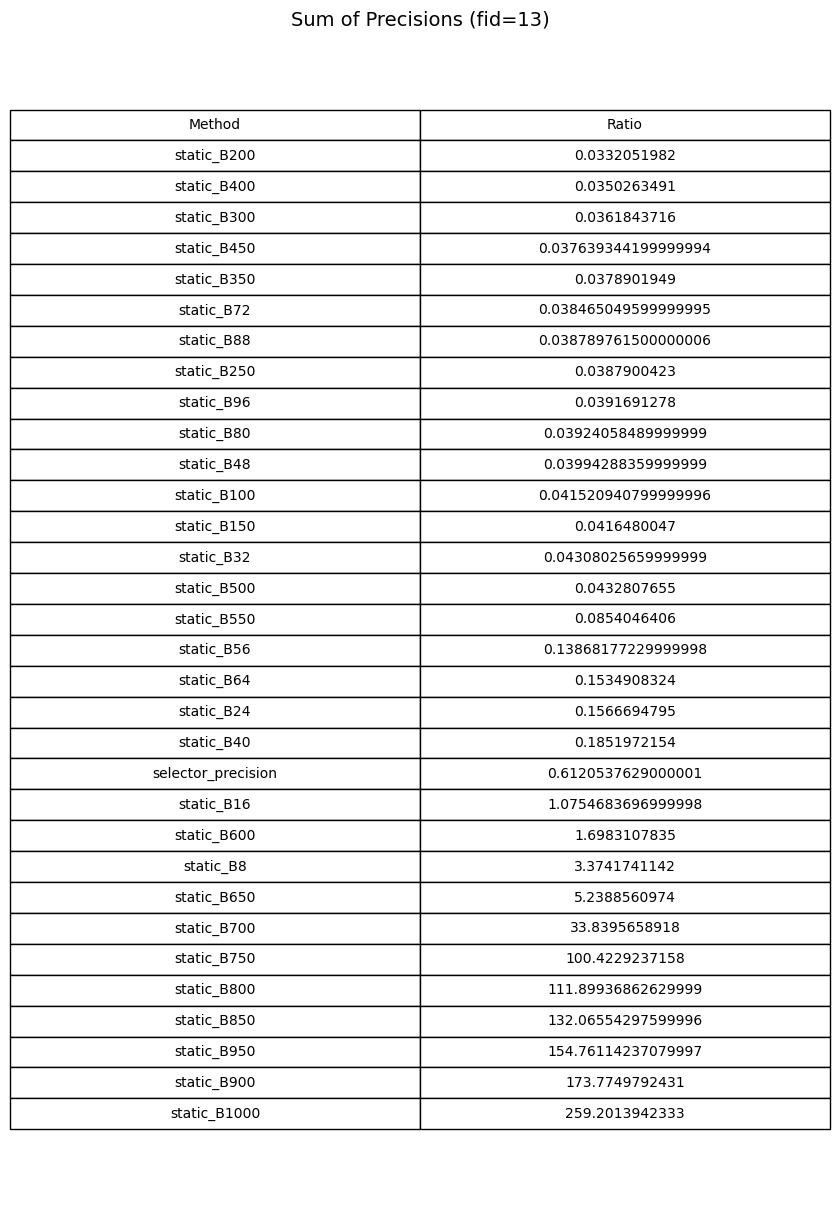 Sum of Precisions (fid=13)
Method Ratio
static_B200 0.0332051982
static_B400 0.0350263491
static_B300 0.0361843716
static_B450 0.037639344199999994
static_B350 0.0378901949
static_B72 0.038465049599999995
static_B88 0.038789761500000006
static_B250 0.0387900423
static_B96 0.0391691278
static_B80 0.03924058489999999
static_B48 0.03994288359999999
static_B100 0.041520940799999996
static_B150 0.0416480047
static_B32 0.04308025659999999
static_B500 0.0432807655
static_B550 0.0854046406
static_B56 0.13868177229999998
static_B64 0.1534908324
static_B24 0.1566694795
static_B40 0.1851972154
selector_precision 0.6120537629000001
static_B16 1.0754683696999998
static_B600 1.6983107835
static_B8 3.3741741142
static_B650 5.2388560974
static_B700 33.8395658918
static_B750 100.4229237158
static_B800 111.89936862629999
static_B850 132.06554297599996
static_B950 154.76114237079997
static_B900 173.7749792431
static_B1000 259.2013942333